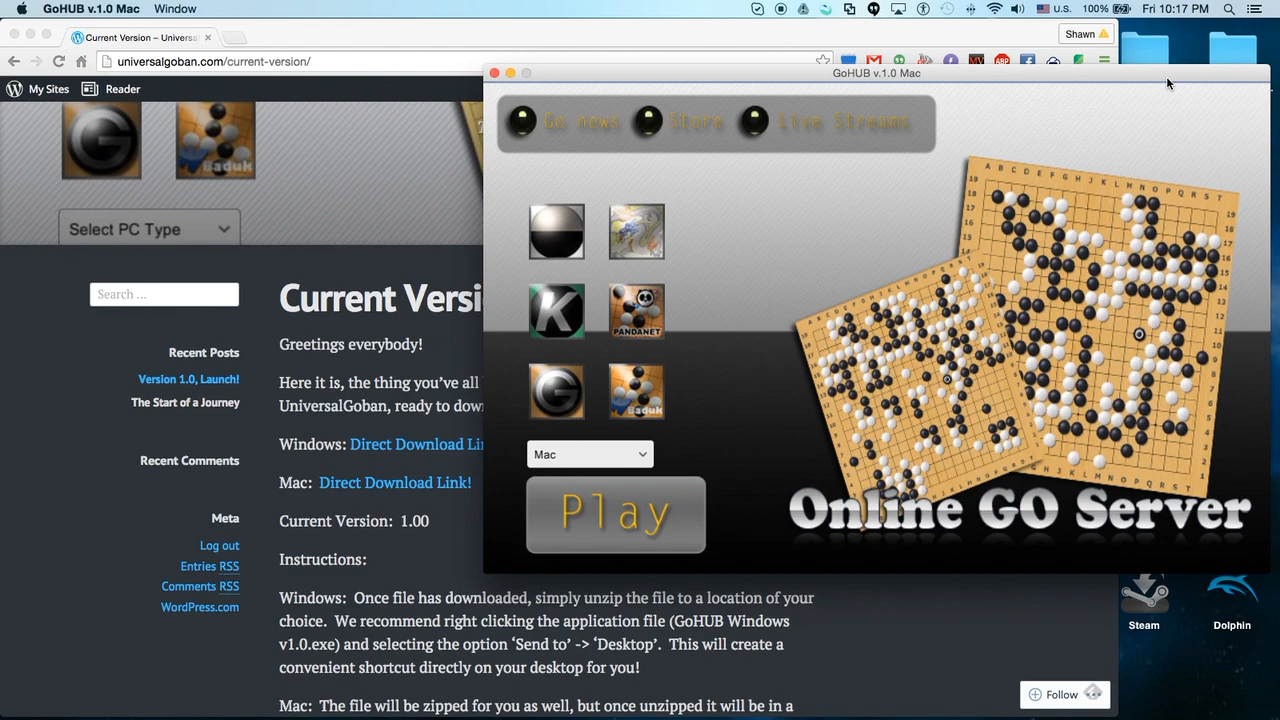 GoHUB v.1.0 Mac Window
U.S. 100% Fri 10:17 PM
Current Version – Universal
Shawn
universalgoban.com/current-version/
My Sites Reader
Baduk
Select PC Type
Search ...
Recent Posts
Version 1.0, Launch!
The Start of a Journey
Recent Comments
Meta
Log out
Entries RSS
Comments RSS
WordPress.com
Current Versi
Greetings everybody!
Here it is, the thing you’ve all
UniversalGoban, ready to dow
Windows: Direct Download Li
Mac: Direct Download Link!
Current Version: 1.00
Instructions:
Windows: Once file has downloaded, simply unzip the file to a location of your
choice. We recommend right clicking the application file (GoHUB Windows
v1.0.exe) and selecting the option ‘Send to’ -> ‘Desktop’. This will create a
convenient shortcut directly on your desktop for you!
Mac: The file will be zipped for you as well, but once unzipped it will be in a
Follow
GoHUB v.1.0 Mac
Go news Store Live Streams
K
PANDANET
G
Baduk
Mac
Play
Online GO Server
Steam
Dolphin